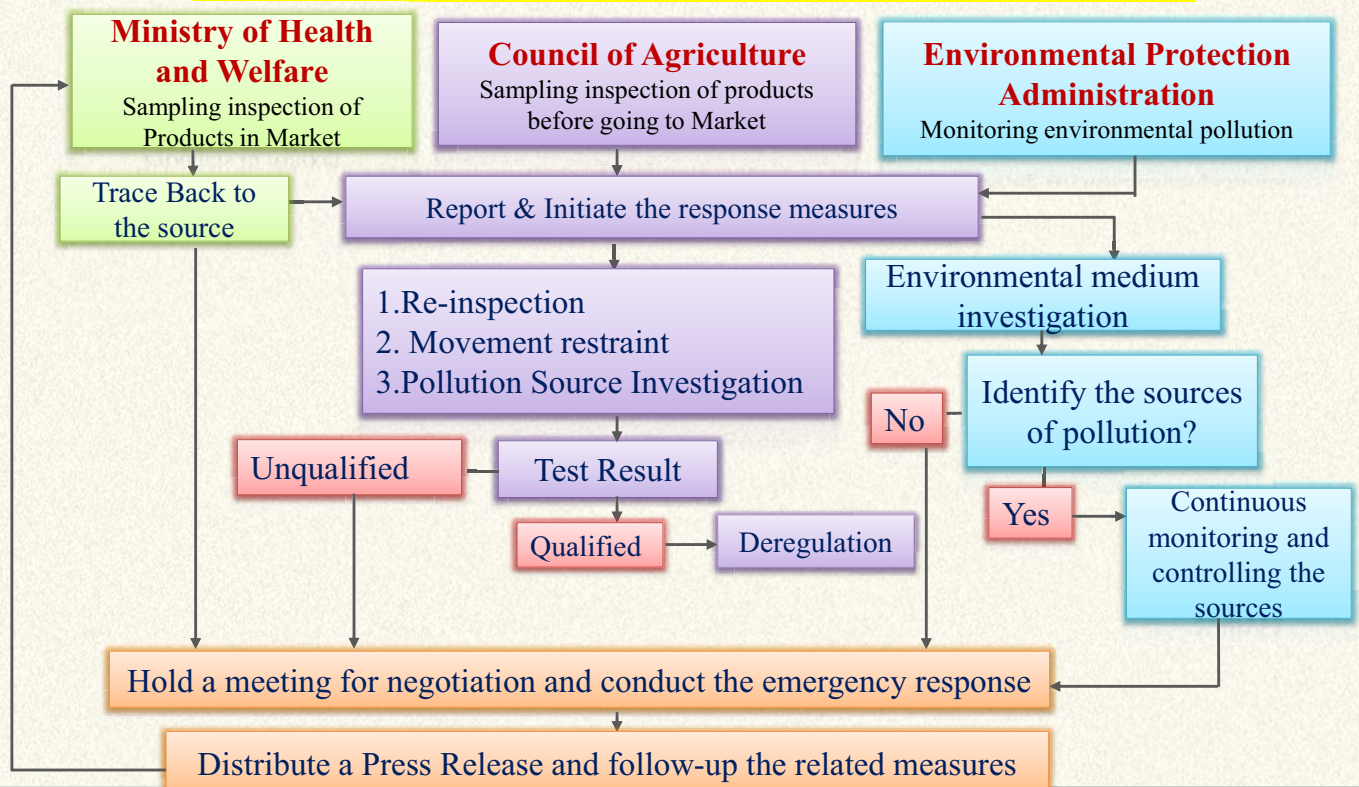 Ministry of Health
and Welfare
Sampling inspection of
Products in Market
Council of Agriculture
Sampling inspection of products
before going to Market
Environmental Protection
Administration
Monitoring environmental pollution
Trace Back to
the source
Report & Initiate the response measures
1.Re-inspection
2. Movement restraint
3.Pollution Source Investigation
Environmental medium
investigation
Identify the sources
of pollution?
No
Unqualified
Test Result
Yes
Continuous
monitoring and
controlling the
sources
Qualified
Deregulation
Hold a meeting for negotiation and conduct the emergency response
Distribute a Press Release and follow-up the related measures